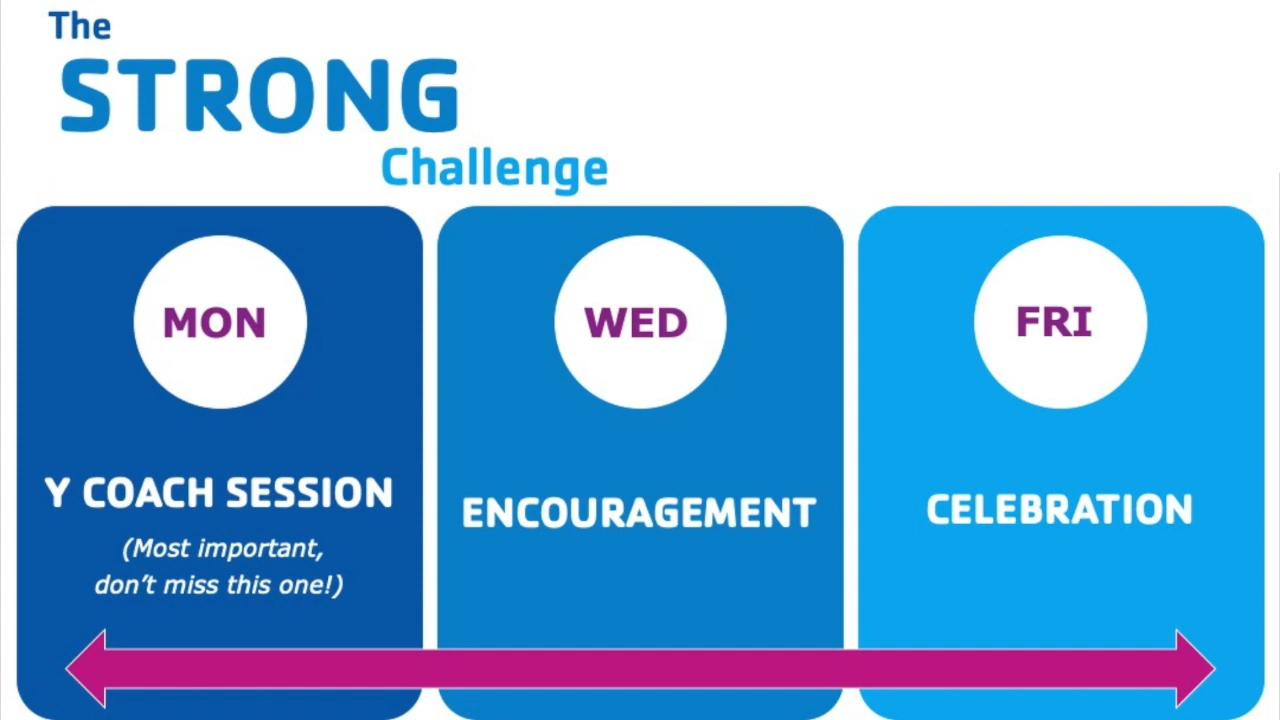 The
STRONG
Challenge
MON
Y COACH SESSION
(Most important,
don't miss this one!)
WED
ENCOURAGEMENT
FRI
CELEBRATION